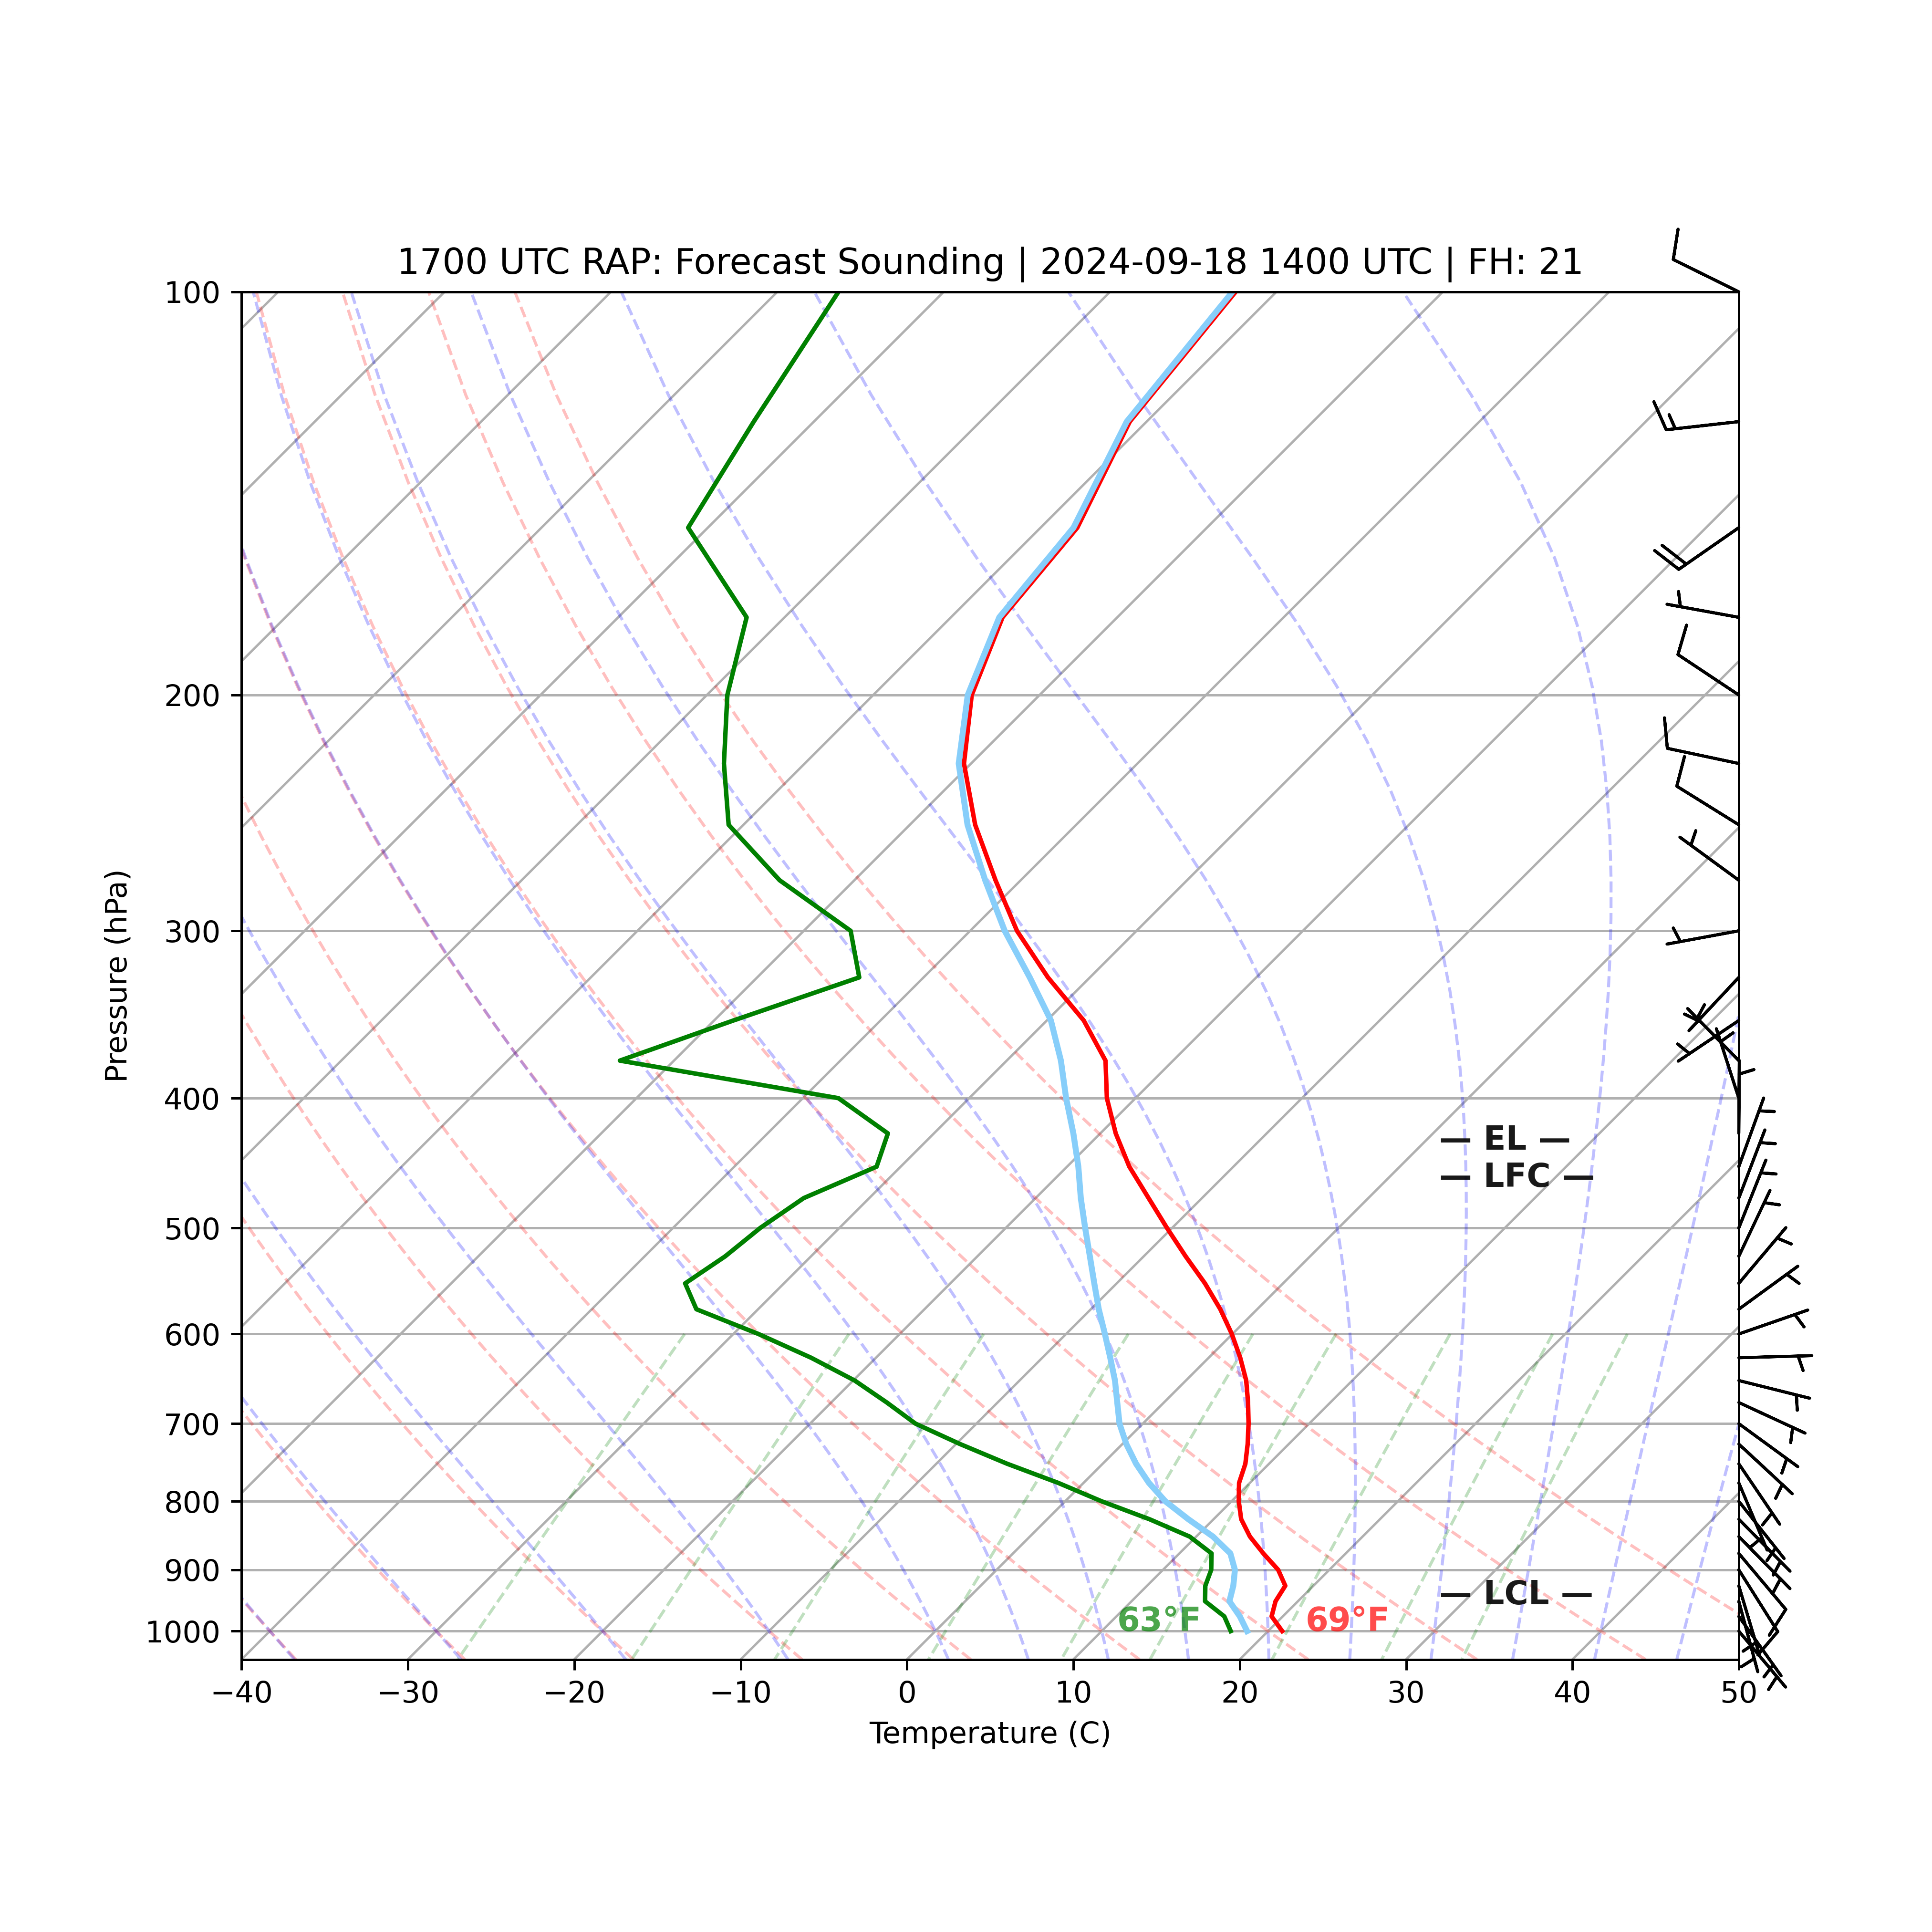 1700 UTC RAP: Forecast Sounding | 2024-09-18 1400 UTC | FH: 21
100
200
300
400
500
600
700
800
900
1000
Pressure (hPa)
— EL —
— LFC —
— LCL —
63°F
69°F
−40 −30 −20 −10 0 10 20 30 40 50
Temperature (C)